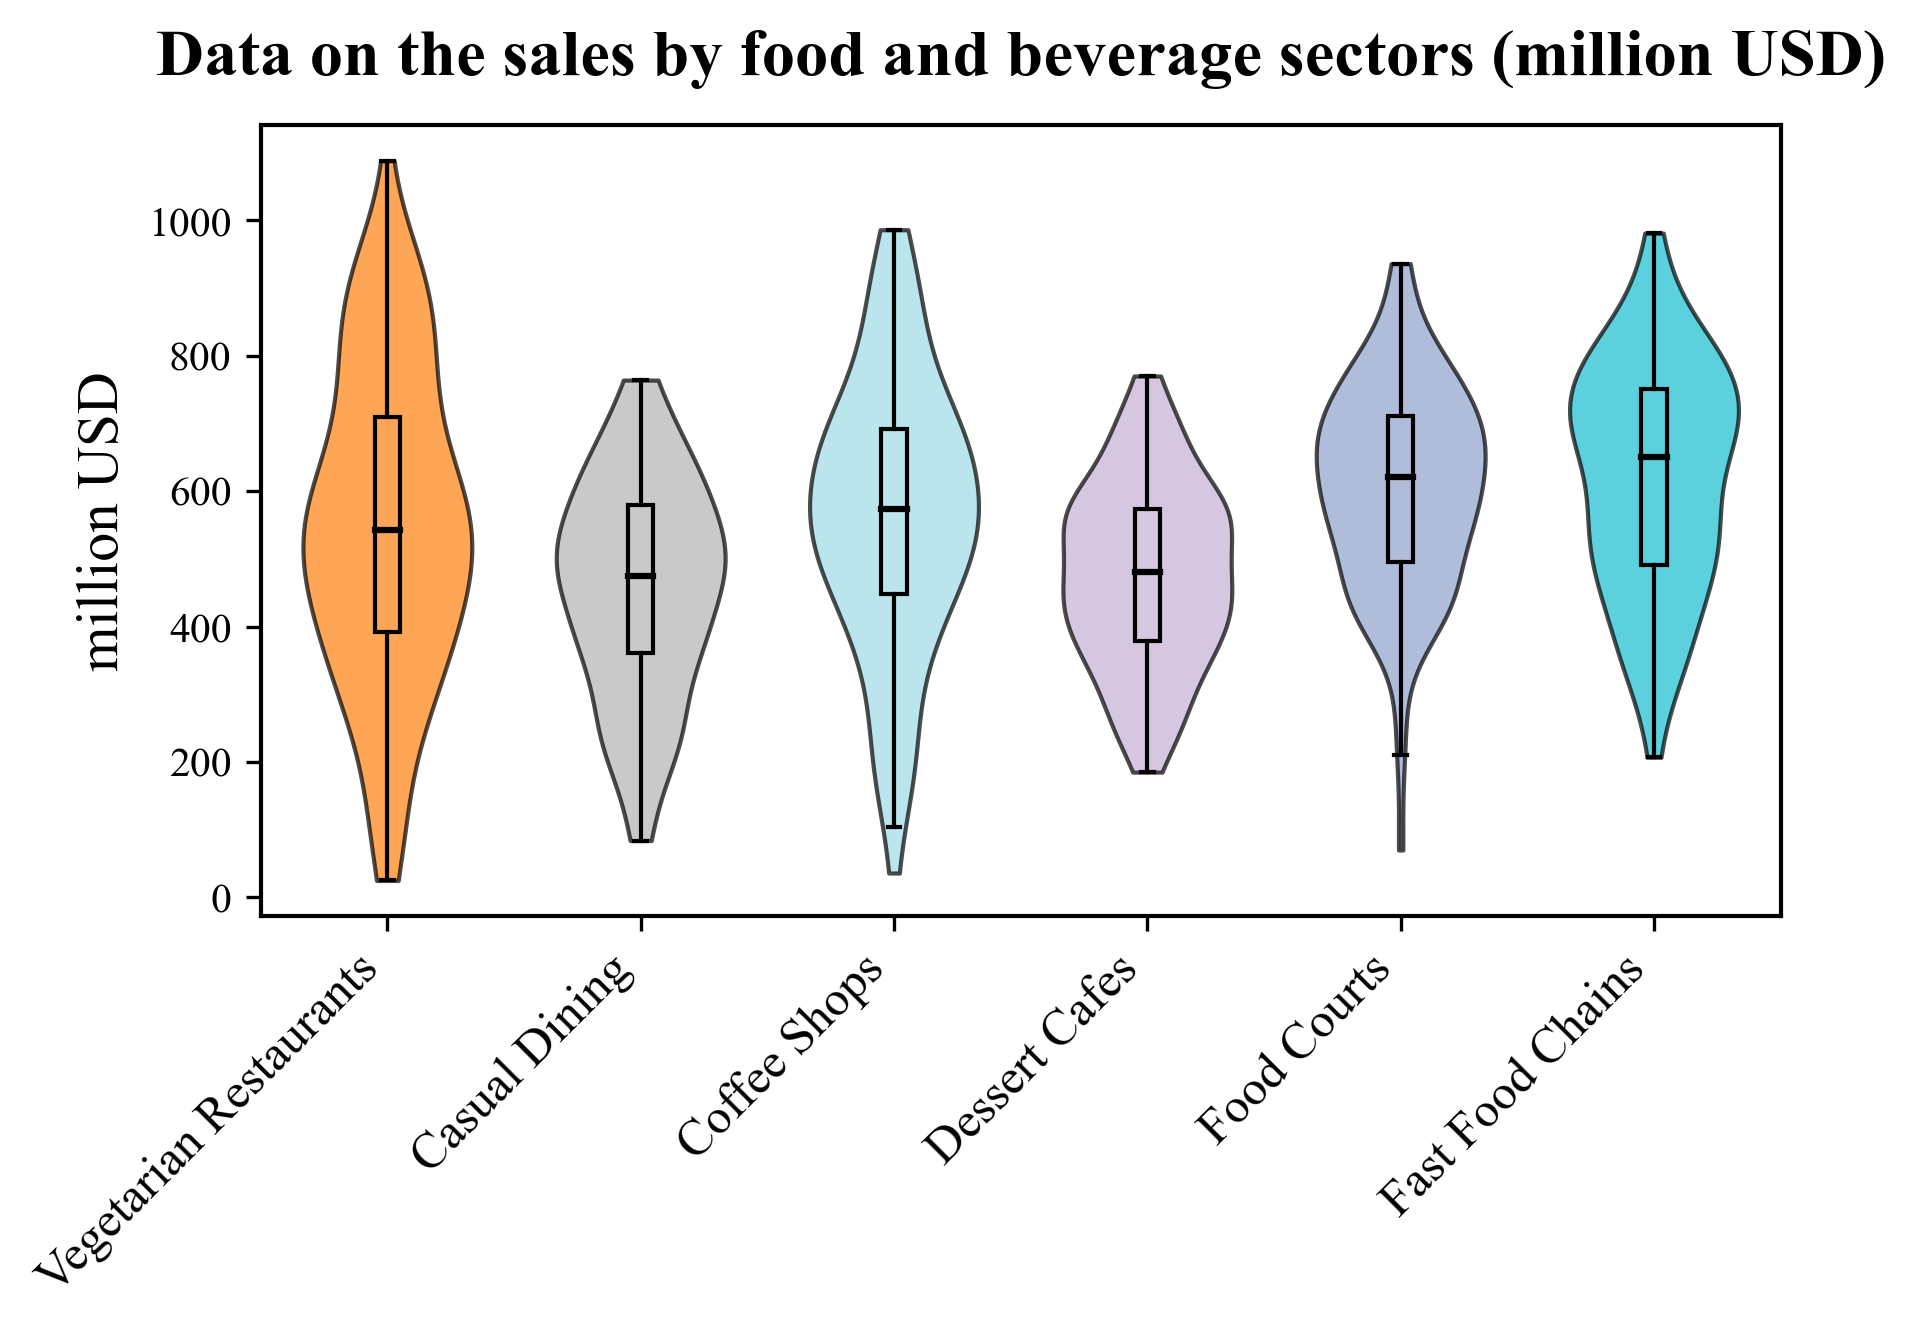 Data on the sales by food and beverage sectors (million USD)
million USD
1000
800
600
400
200
0
Vegetarian Restaurants
Casual Dining
Coffee Shops
Dessert Cafes
Food Courts
Fast Food Chains